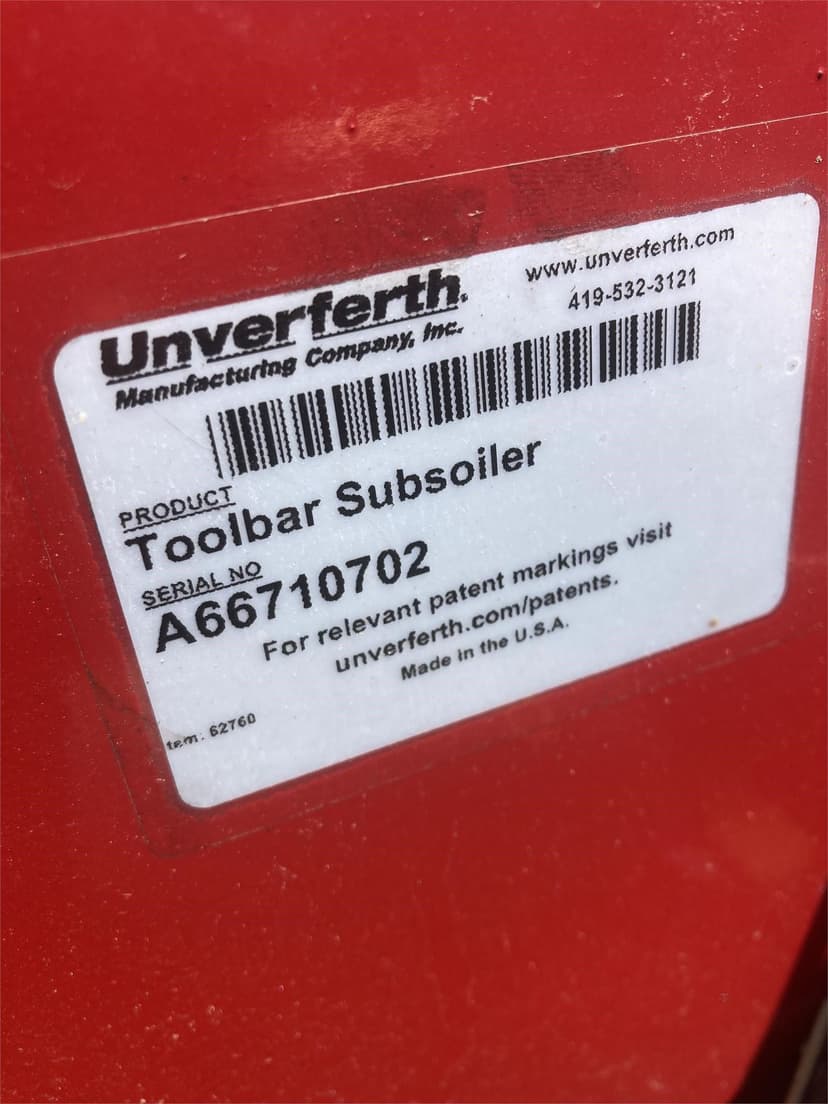 Unverferth.
Manufacturing Company, Inc.
www.unverferth.com
419-532-3121
PRODUCT
Toolbar Subsoiler
SERIAL NO
A66710702
For relevant patent markings visit
unverferth.com/patents.
Made in the U.S.A.
tem: 62760